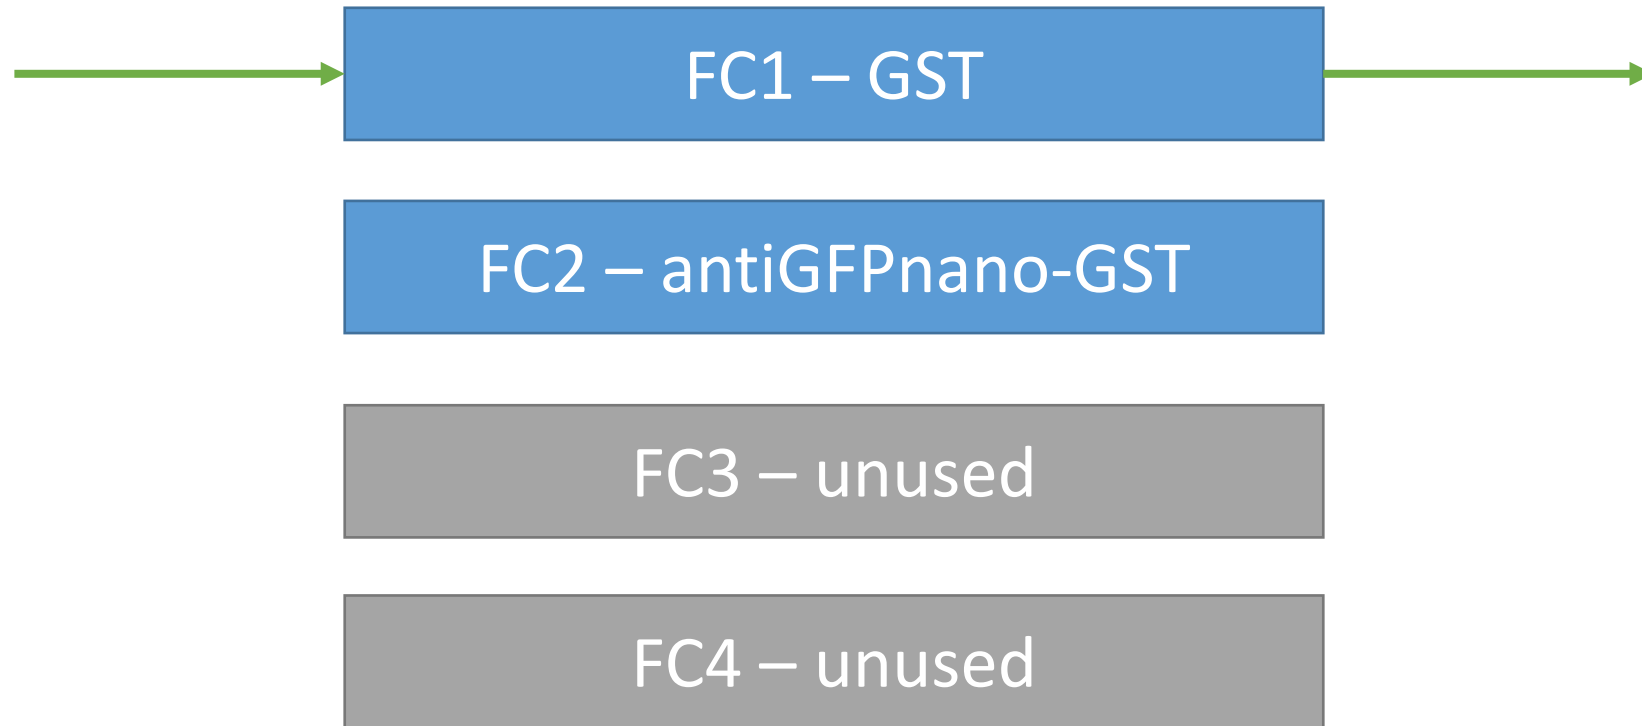 FC1 – GST
FC2 – antiGFPnano-GST
FC3 – unused
FC4 – unused